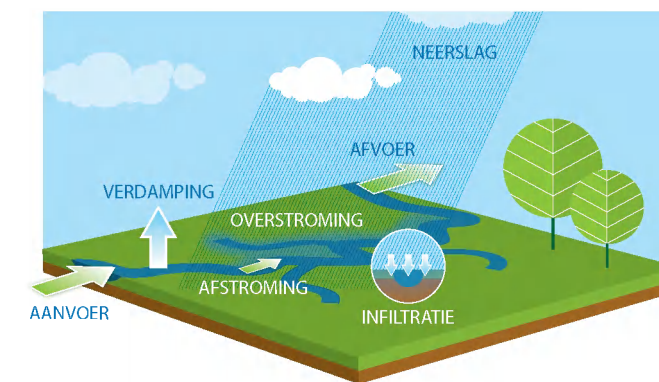 NEERSLAG
AFVOER
VERDAMPING
OVERSTROMING
AFSTROMING
AANVOER
INFILTRATIE